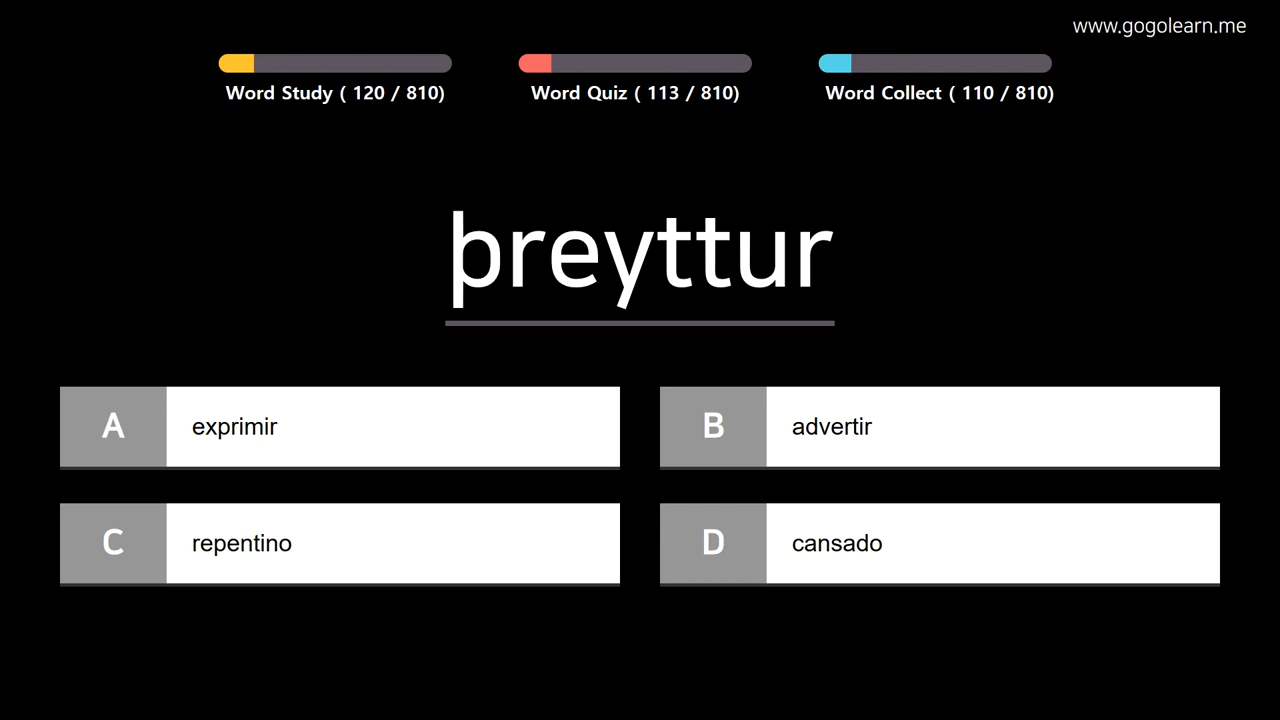 www.gogolearn.me
Word Study ( 120 / 810)
Word Quiz ( 113 / 810)
Word Collect ( 110 / 810)
þreyttur
A
exprimir
B
advertir
C
repentino
D
cansado